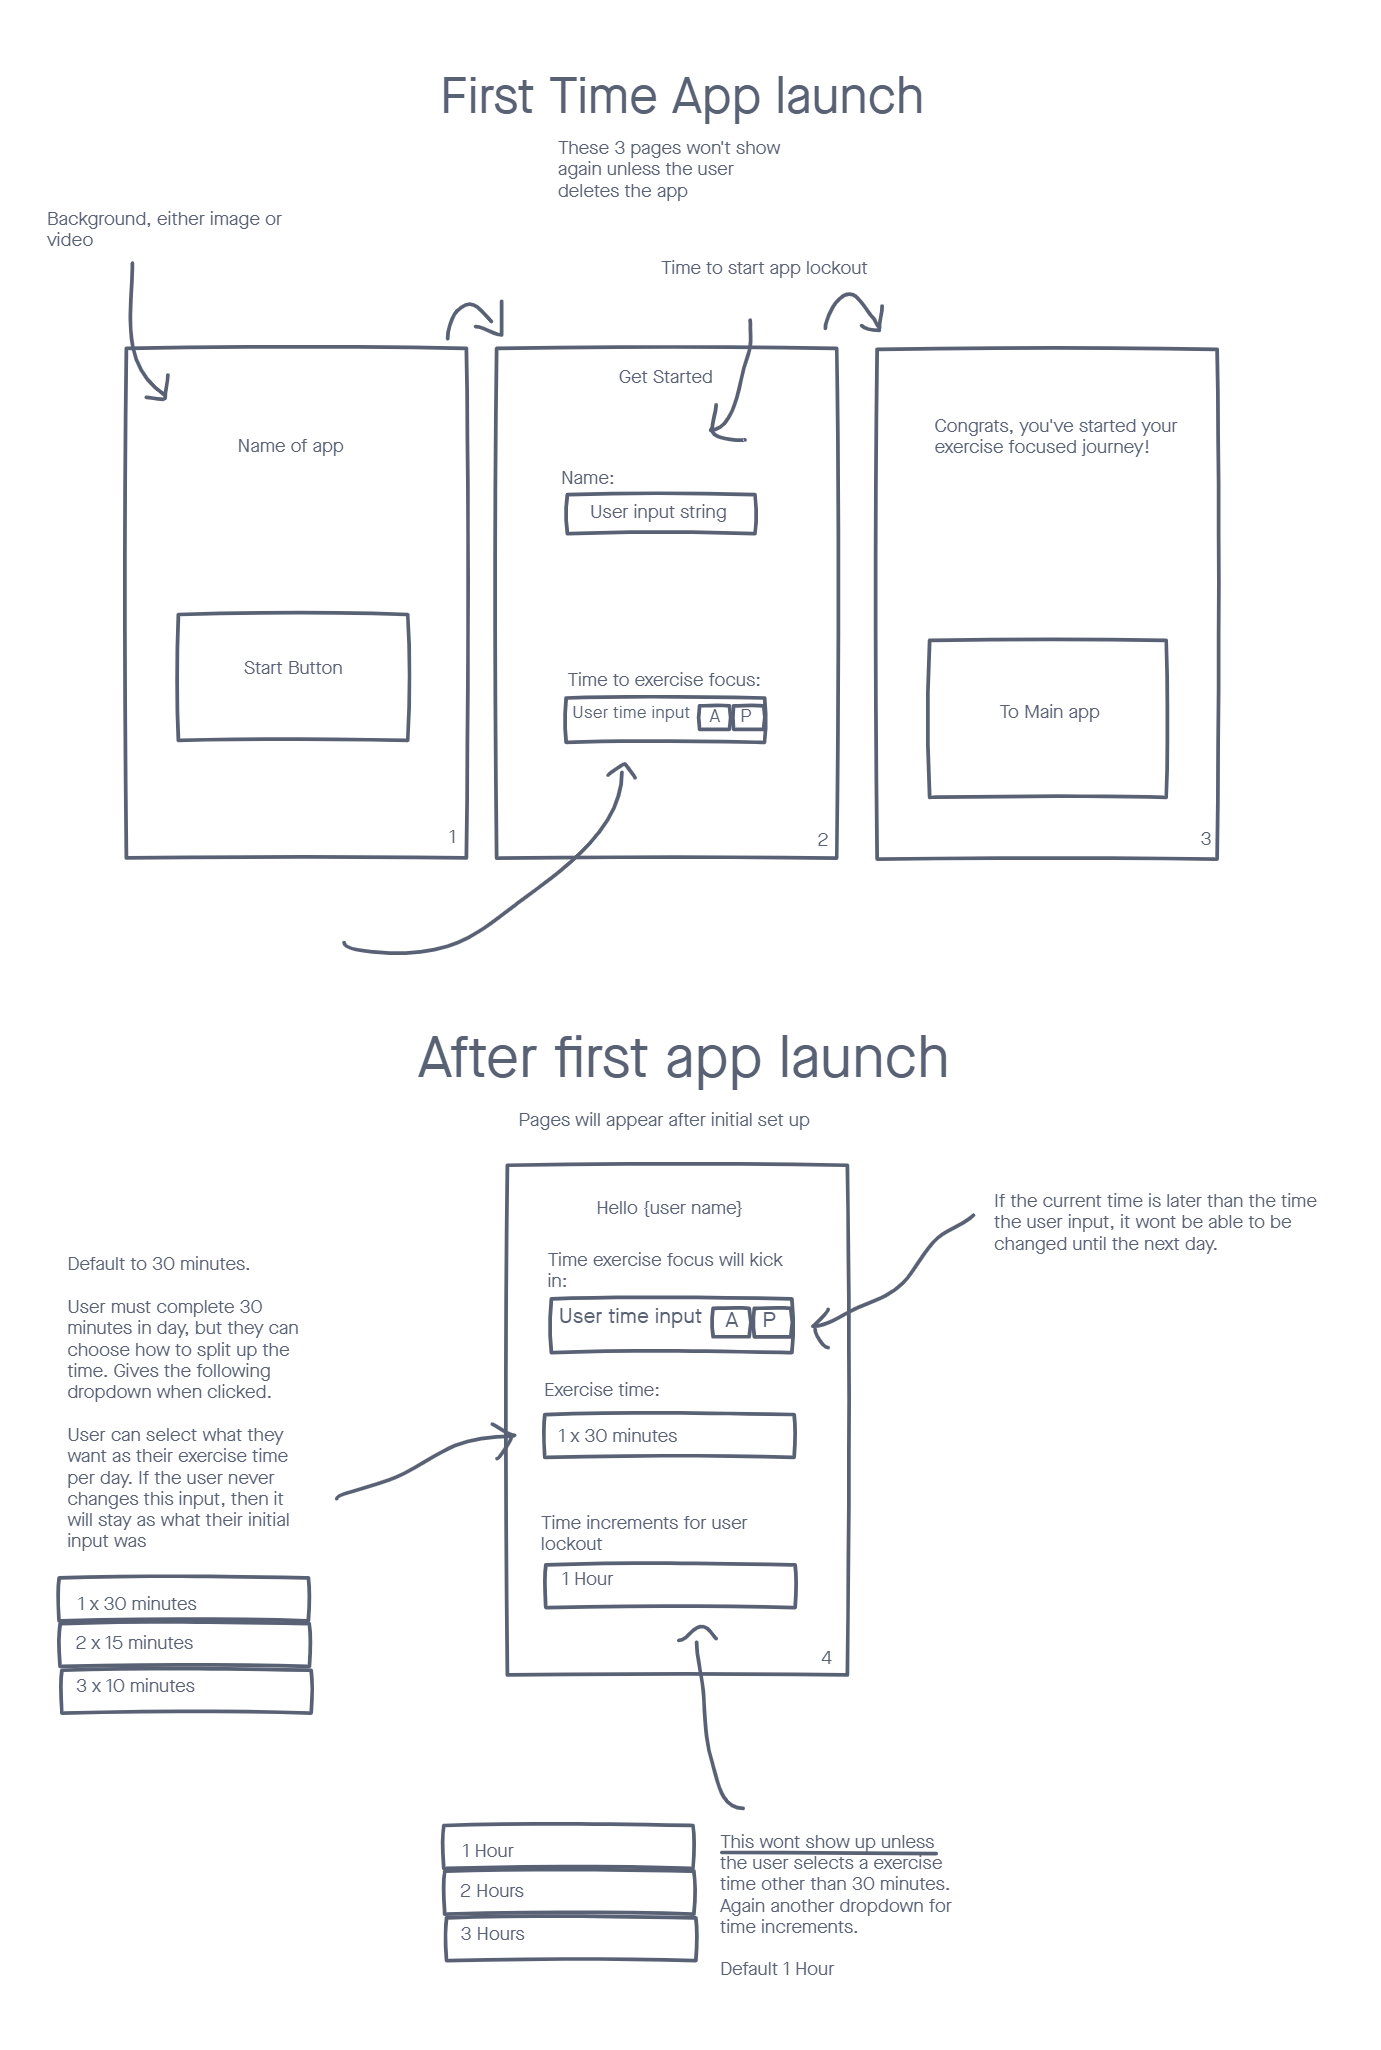 First Time App launch
These 3 pages won't show
again unless the user
deletes the app
Background, either image or
video
Time to start app lockout
Name of app
Start Button
1
Get Started
Name:
User input string
Time to exercise focus:
User time input A P
2
Congrats, you've started your
exercise focused journey!
To Main app
3
After first app launch
Pages will appear after initial set up
Hello {user name}
Time exercise focus will kick
in:
User time input A P
Exercise time:
1 x 30 minutes
Time increments for user
lockout
1 Hour
4
If the current time is later than the time
the user input, it wont be able to be
changed until the next day.
Default to 30 minutes.
User must complete 30
minutes in day, but they can
choose how to split up the
time. Gives the following
dropdown when clicked.
User can select what they
want as their exercise time
per day. If the user never
changes this input, then it
will stay as what their initial
input was
1 x 30 minutes
2 x 15 minutes
3 x 10 minutes
1 Hour
2 Hours
3 Hours
This wont show up unless
the user selects a exercise
time other than 30 minutes.
Again another dropdown for
time increments.
Default 1 Hour